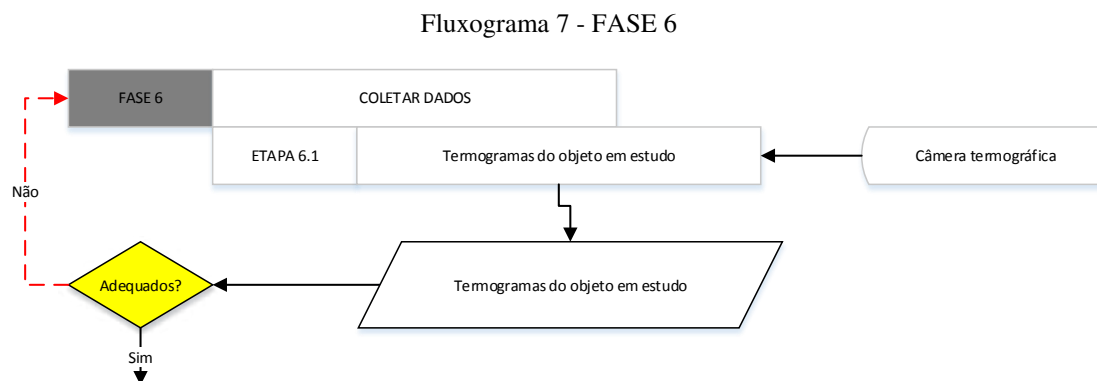 Fluxograma 7 - FASE 6
FASE 6
COLETAR DADOS
ETAPA 6.1
Termogramas do objeto em estudo
Câmera termográfica
Não
Adequados?
Termogramas do objeto em estudo
Sim